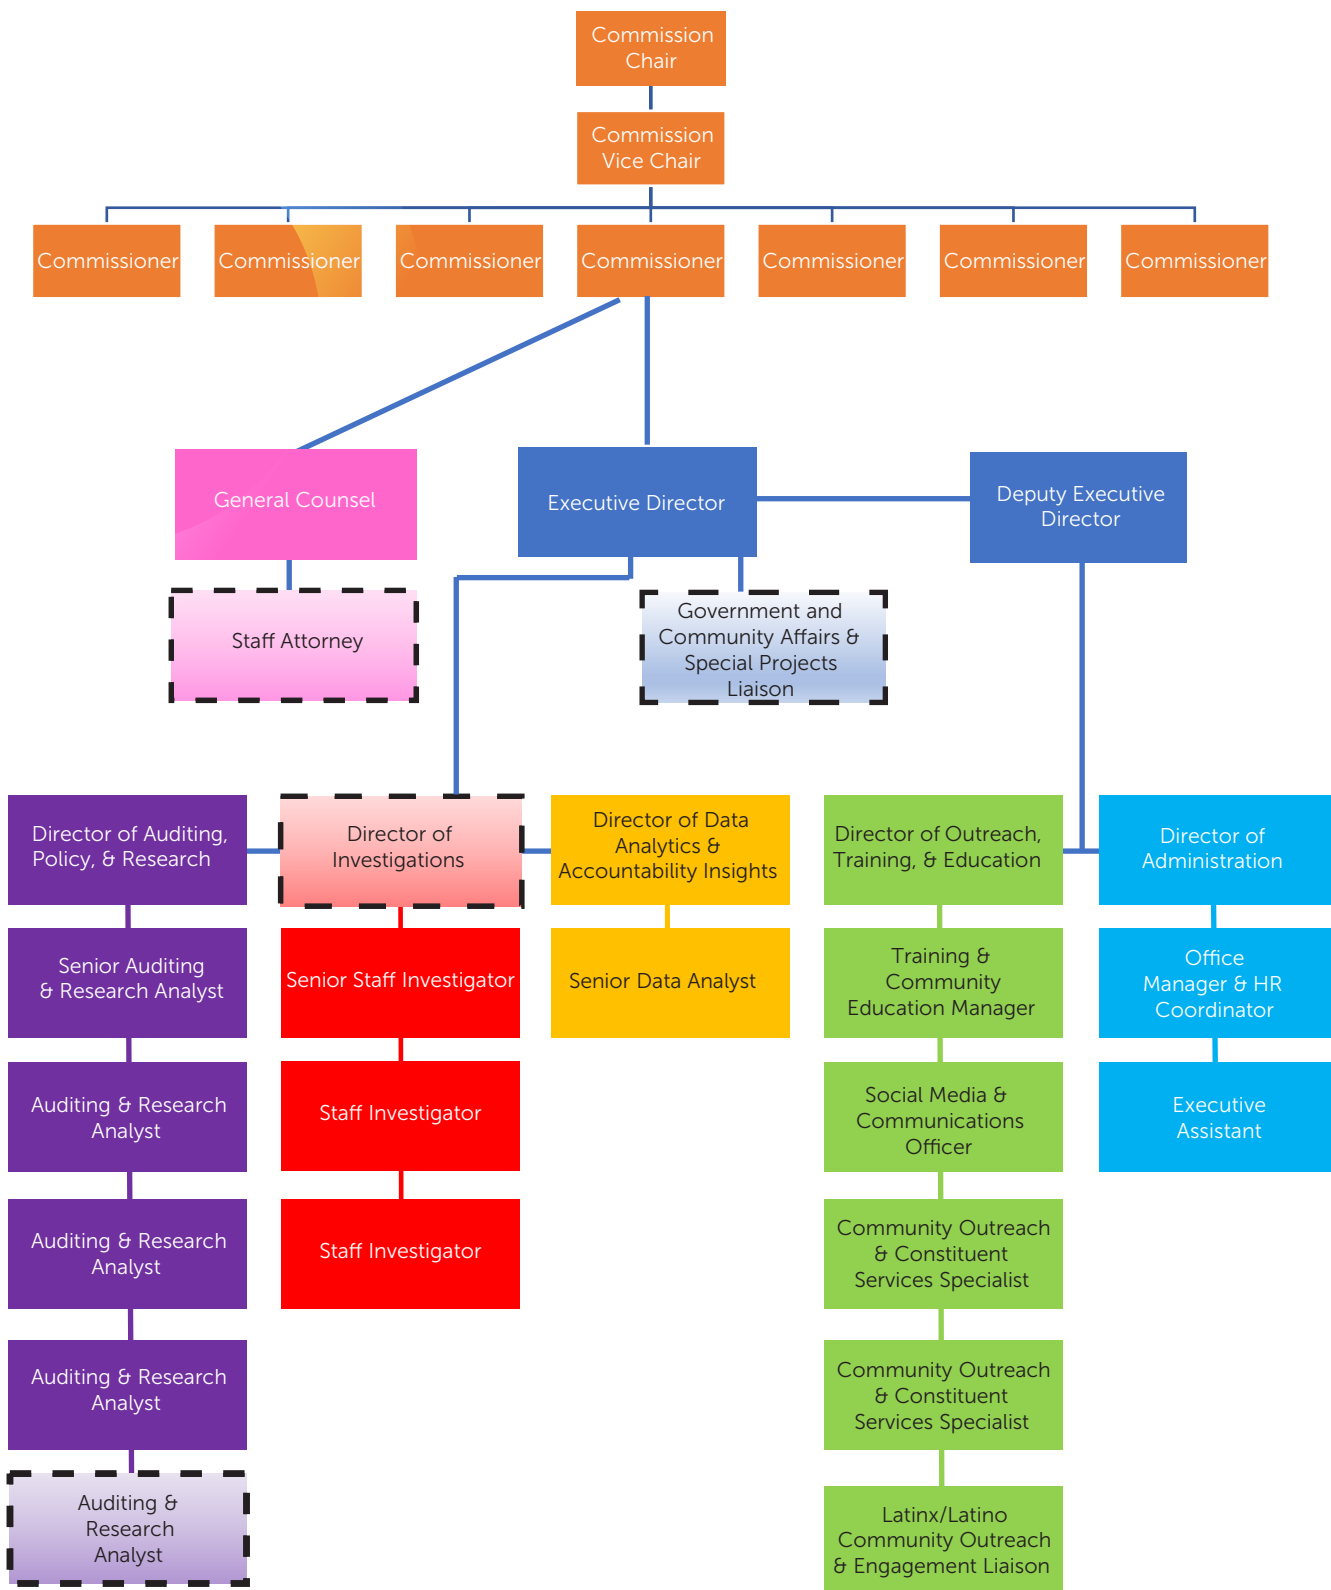 Commission
Chair
Commission
Vice Chair
Commissioner
Commissioner
Commissioner
Commissioner
Commissioner
Commissioner
Commissioner
General Counsel
Executive Director
Deputy Executive
Director
Staff Attorney
Government and
Community Affairs &
Special Projects
Liaison
Director of Auditing,
Policy, & Research
Director of
Investigations
Director of Data
Analytics &
Accountability Insights
Director of Outreach,
Training, & Education
Director of
Administration
Senior Auditing
& Research Analyst
Senior Staff Investigator
Senior Data Analyst
Training &
Community
Education Manager
Office
Manager & HR
Coordinator
Auditing & Research
Analyst
Staff Investigator
Social Media &
Communications
Officer
Executive
Assistant
Auditing & Research
Analyst
Staff Investigator
Community Outreach
& Constituent
Services Specialist
Auditing & Research
Analyst
Community Outreach
& Constituent
Services Specialist
Auditing &
Research
Analyst
Latinx/Latino
Community Outreach
& Engagement Liaison